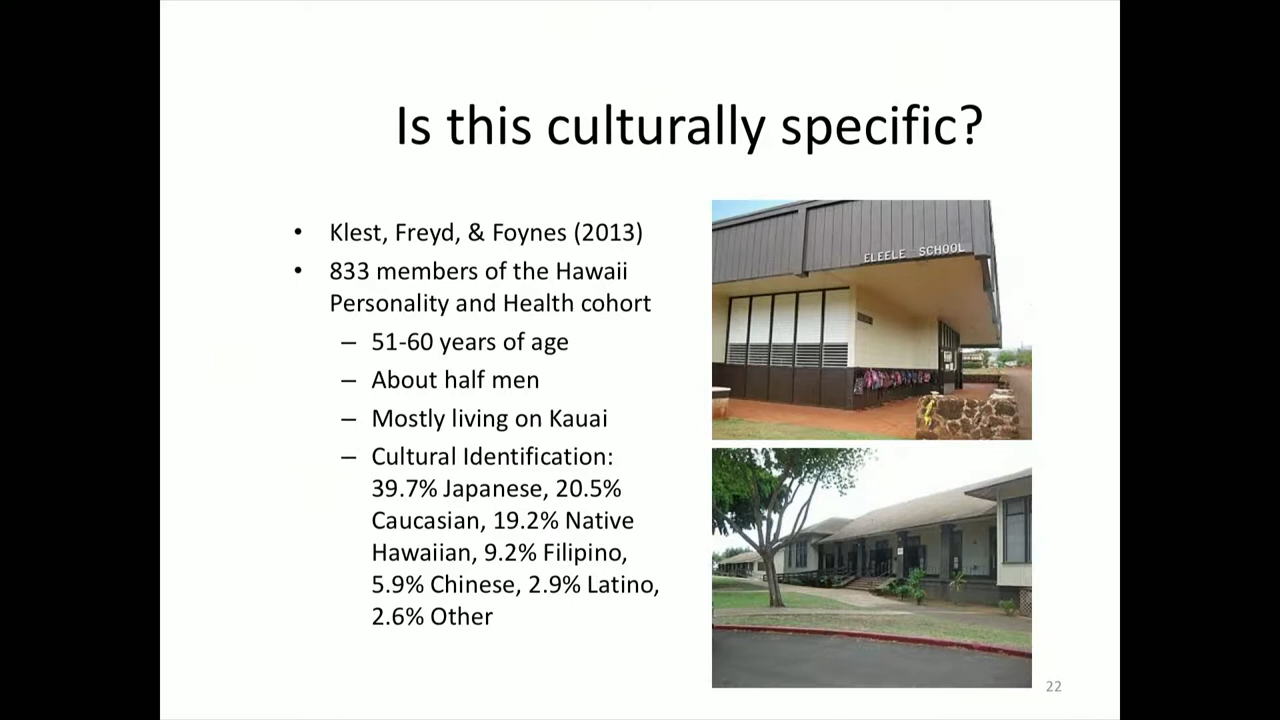 Is this culturally specific?
• Klest, Freyd, & Foynes (2013)
• 833 members of the Hawaii
Personality and Health cohort
– 51-60 years of age
– About half men
– Mostly living on Kauai
– Cultural Identification:
39.7% Japanese, 20.5%
Caucasian, 19.2% Native
Hawaiian, 9.2% Filipino,
5.9% Chinese, 2.9% Latino,
2.6% Other
ELEELE SCHOOL
22